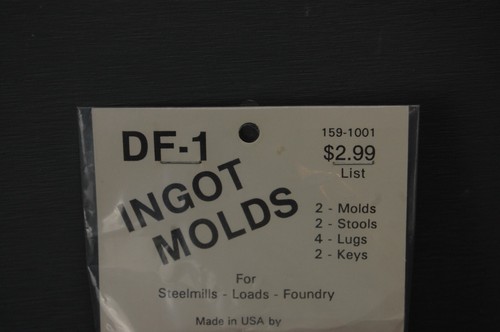 DF-1
159-1001
$2.99
List
INGOT
MOLDS
2 - Molds
2 - Stools
4 - Lugs
2 - Keys
For
Steelmills - Loads - Foundry
Made in USA by